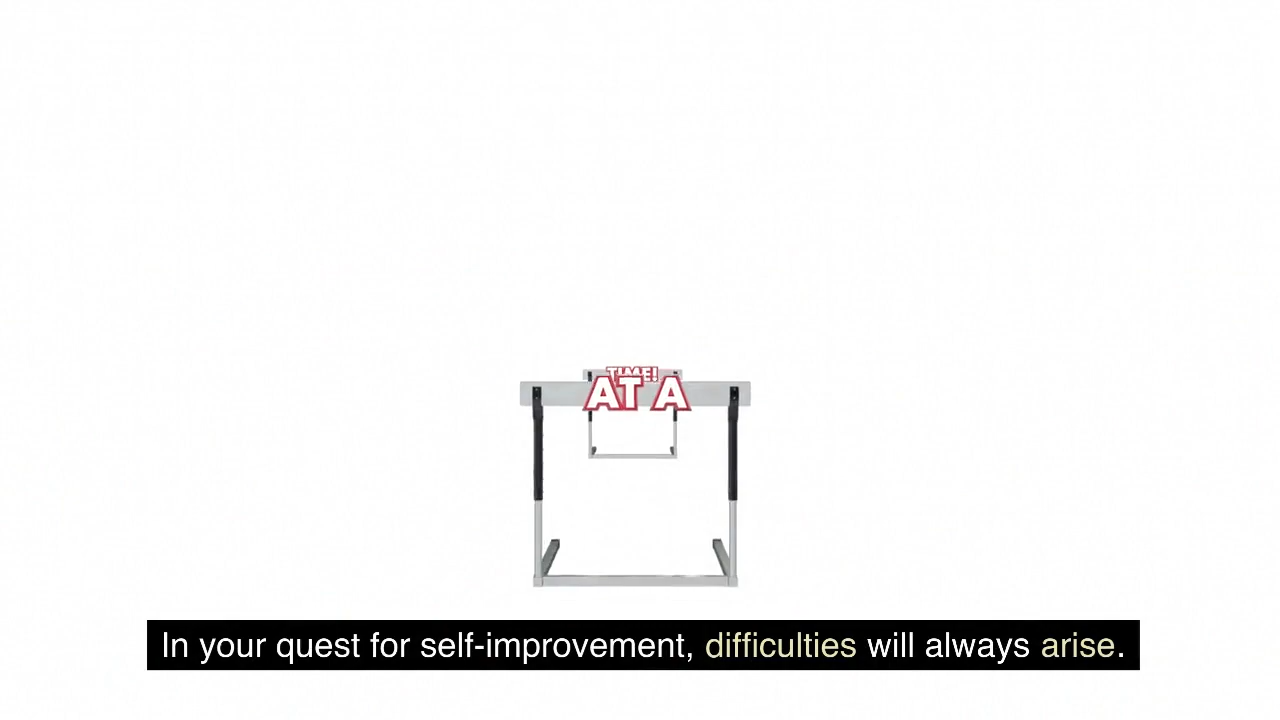 TIME!
AT A
In your quest for self-improvement, difficulties will always arise.